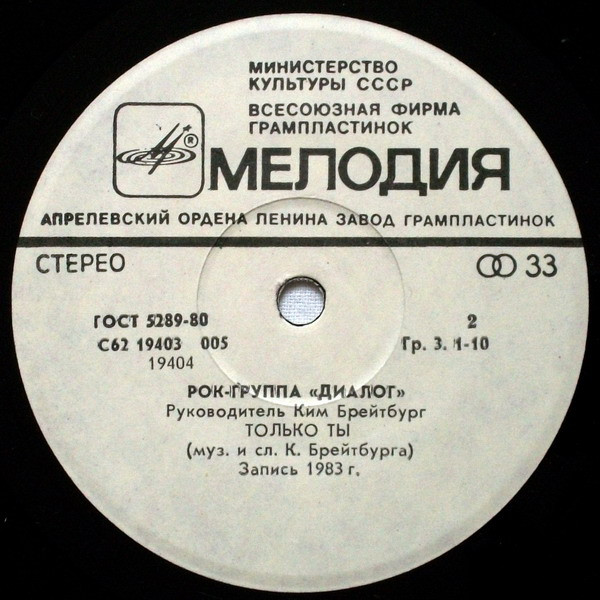 МИНИСТЕРСТВО
КУЛЬТУРЫ СССР
ВСЕСОЮЗНАЯ ФИРМА
ГРАМПЛАСТИНОК
®
МЕЛОДИЯ
АПРЕЛЕВСКИЙ ОРДЕНА ЛЕНИНА ЗАВОД ГРАМПЛАСТИНОК
СТЕРЕО 33
ГОСТ 5289-80 2
С62 19403 005 Гр. 3. 1-10
19404
РОК-ГРУППА «ДИАЛОГ»
Руководитель Ким Брейтбург
ТОЛЬКО ТЫ
(муз. и сл. К. Брейтбурга)
Запись 1983 г.